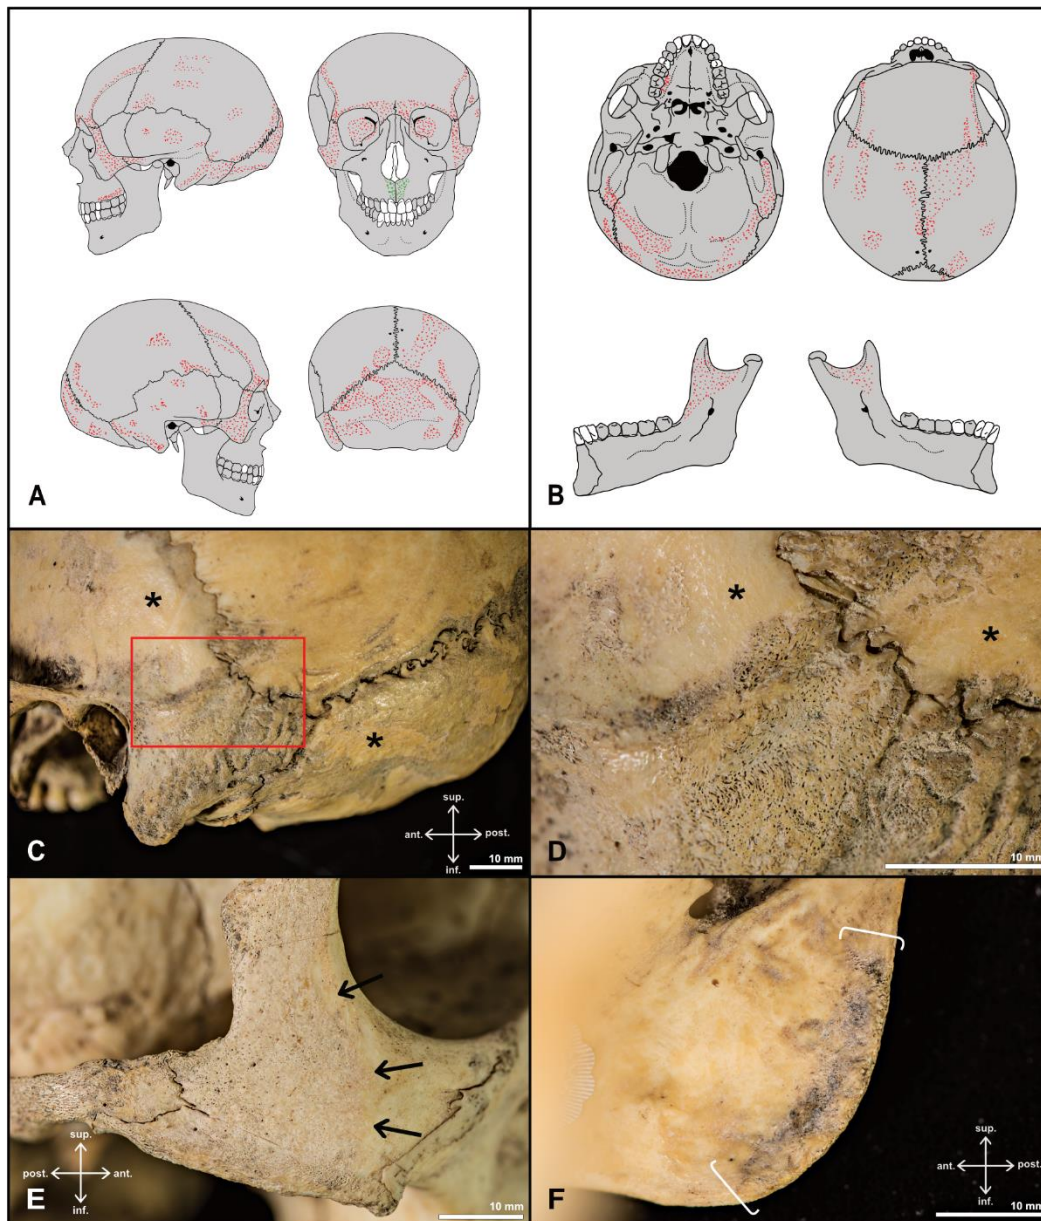 A
B
*
*
sup.
ant.
post.
inf.
10 mm
C
*
*
D
10 mm
sup.
post.
ant.
inf.
E
10 mm
sup.
ant.
post.
inf.
F
10 mm